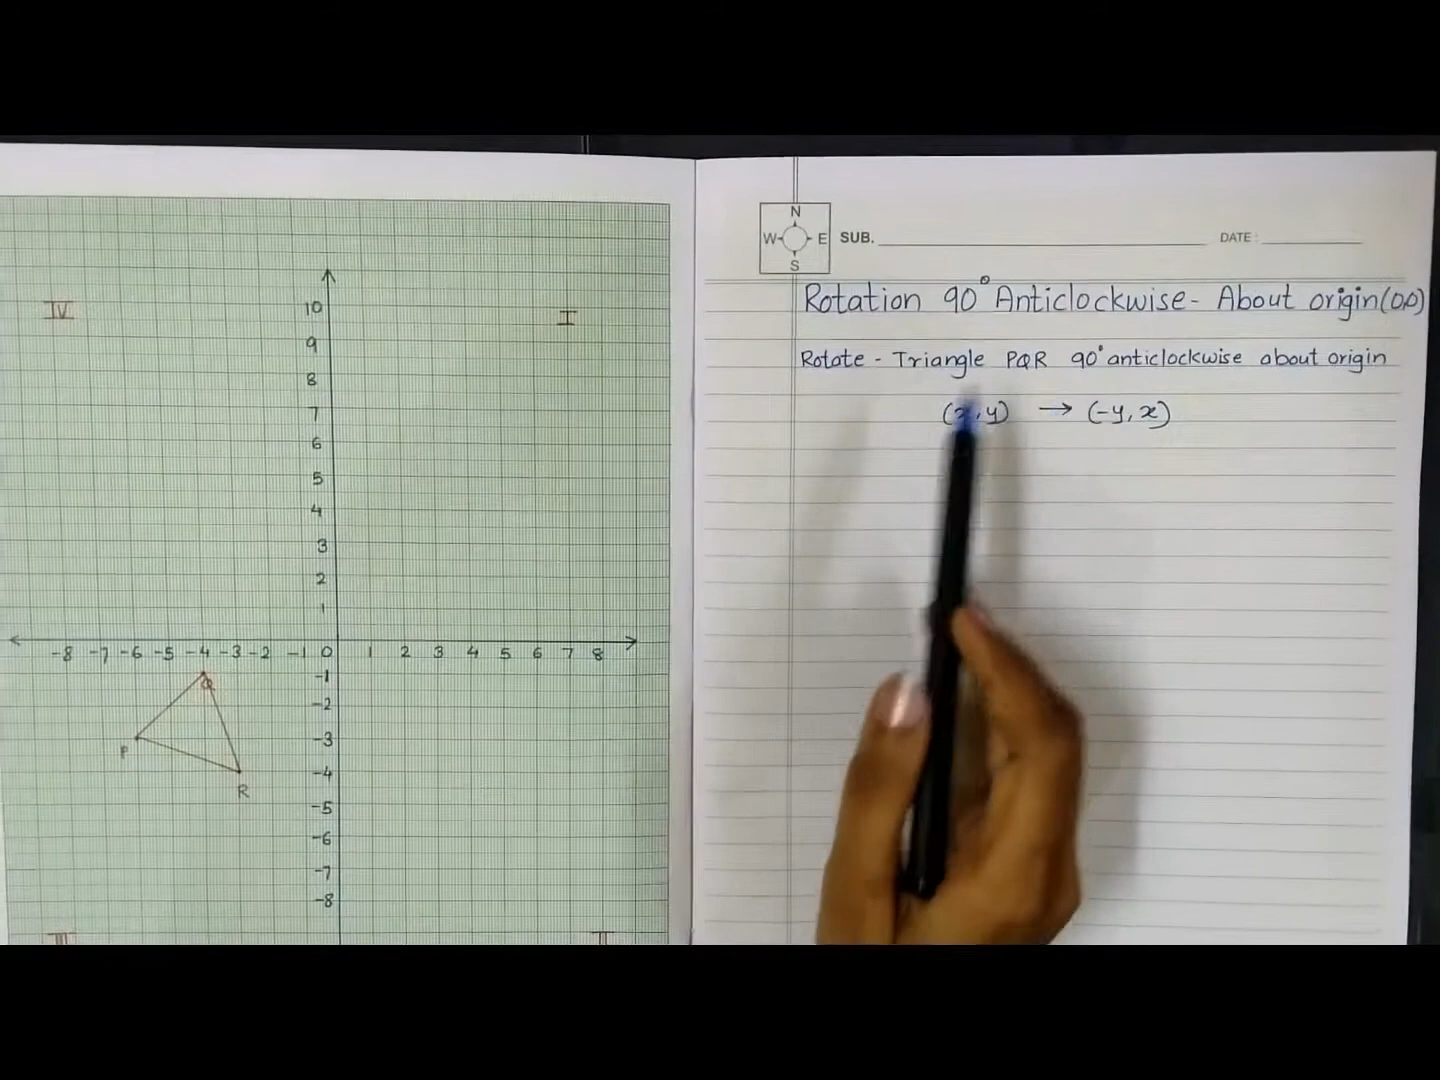 N
W E SUB. DATE :
S
Rotation 90° Anticlockwise - About origin (0,0)
Rotate - Triangle PQR 90° anticlockwise about origin
(x,y) → (-y, x)
IV
I
10
9
8
7
6
5
4
3
2
1
-8 -7 -6 -5 -4 -3 -2 -1 0 1 2 3 4 5 6 7 8
-1
Q
-2
-3
P
-4
R
-5
-6
-7
-8